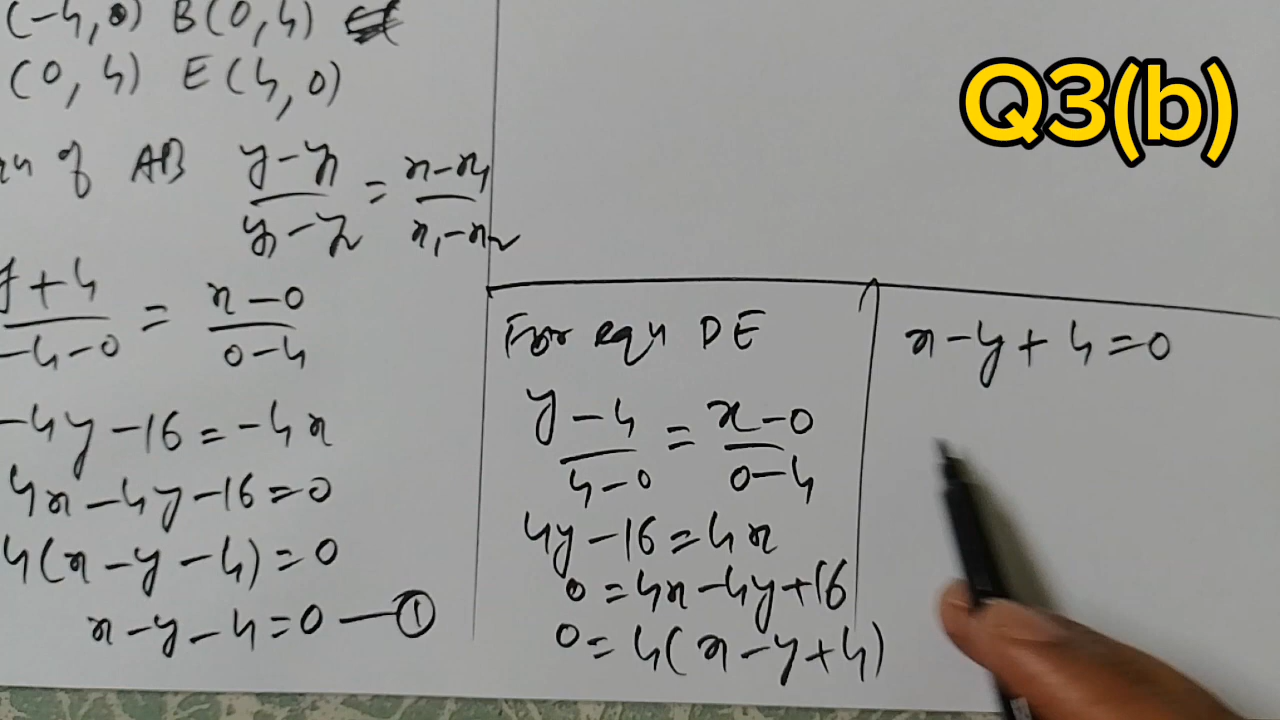 (-4,0) B(0,4)
(0,4) E(4,0)
of AB (y-y1)/(y1-y2) = (x-x1)/(x1-x2)
y+4/-4-0 = x-0/0-4
-4y-16=-4x
4x-4y-16=0
4(x-y-4)=0
x-y-4=0 —①
For equ DE
y-4/4-0 = x-0/0-4
4y-16=4x
0=4x-4y+16
0=4(x-y+4)
x-y+4=0
Q3(b)